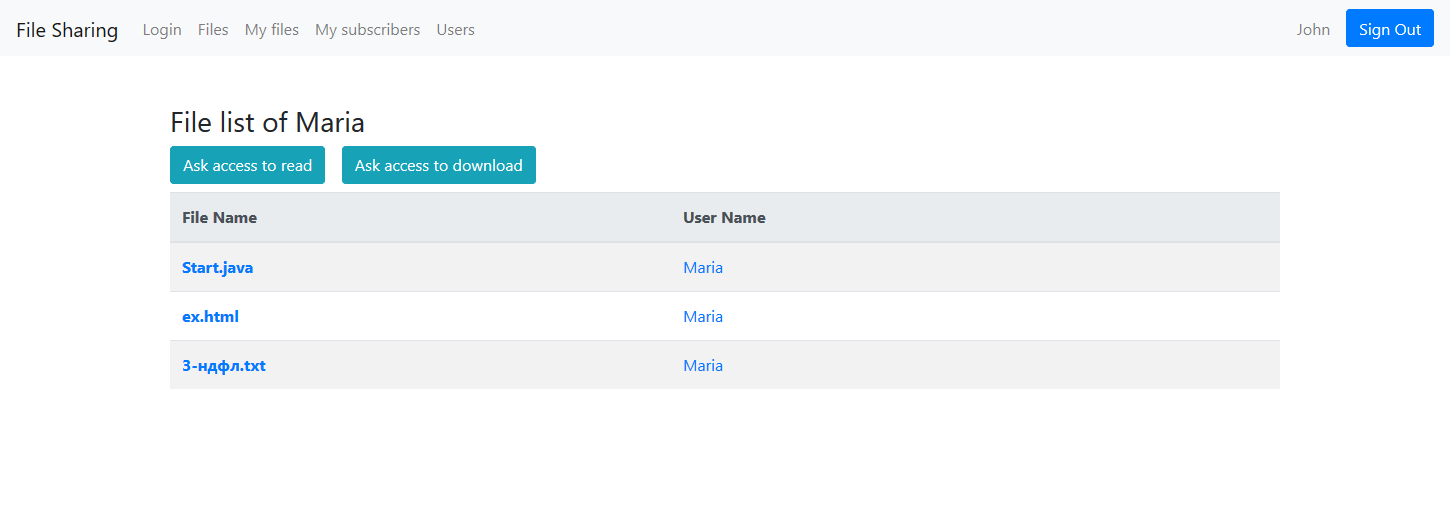 File Sharing Login Files My files My subscribers Users John Sign Out
File list of Maria
Ask access to read Ask access to download
File Name User Name
Start.java Maria
ex.html Maria
3-ндфл.txt Maria